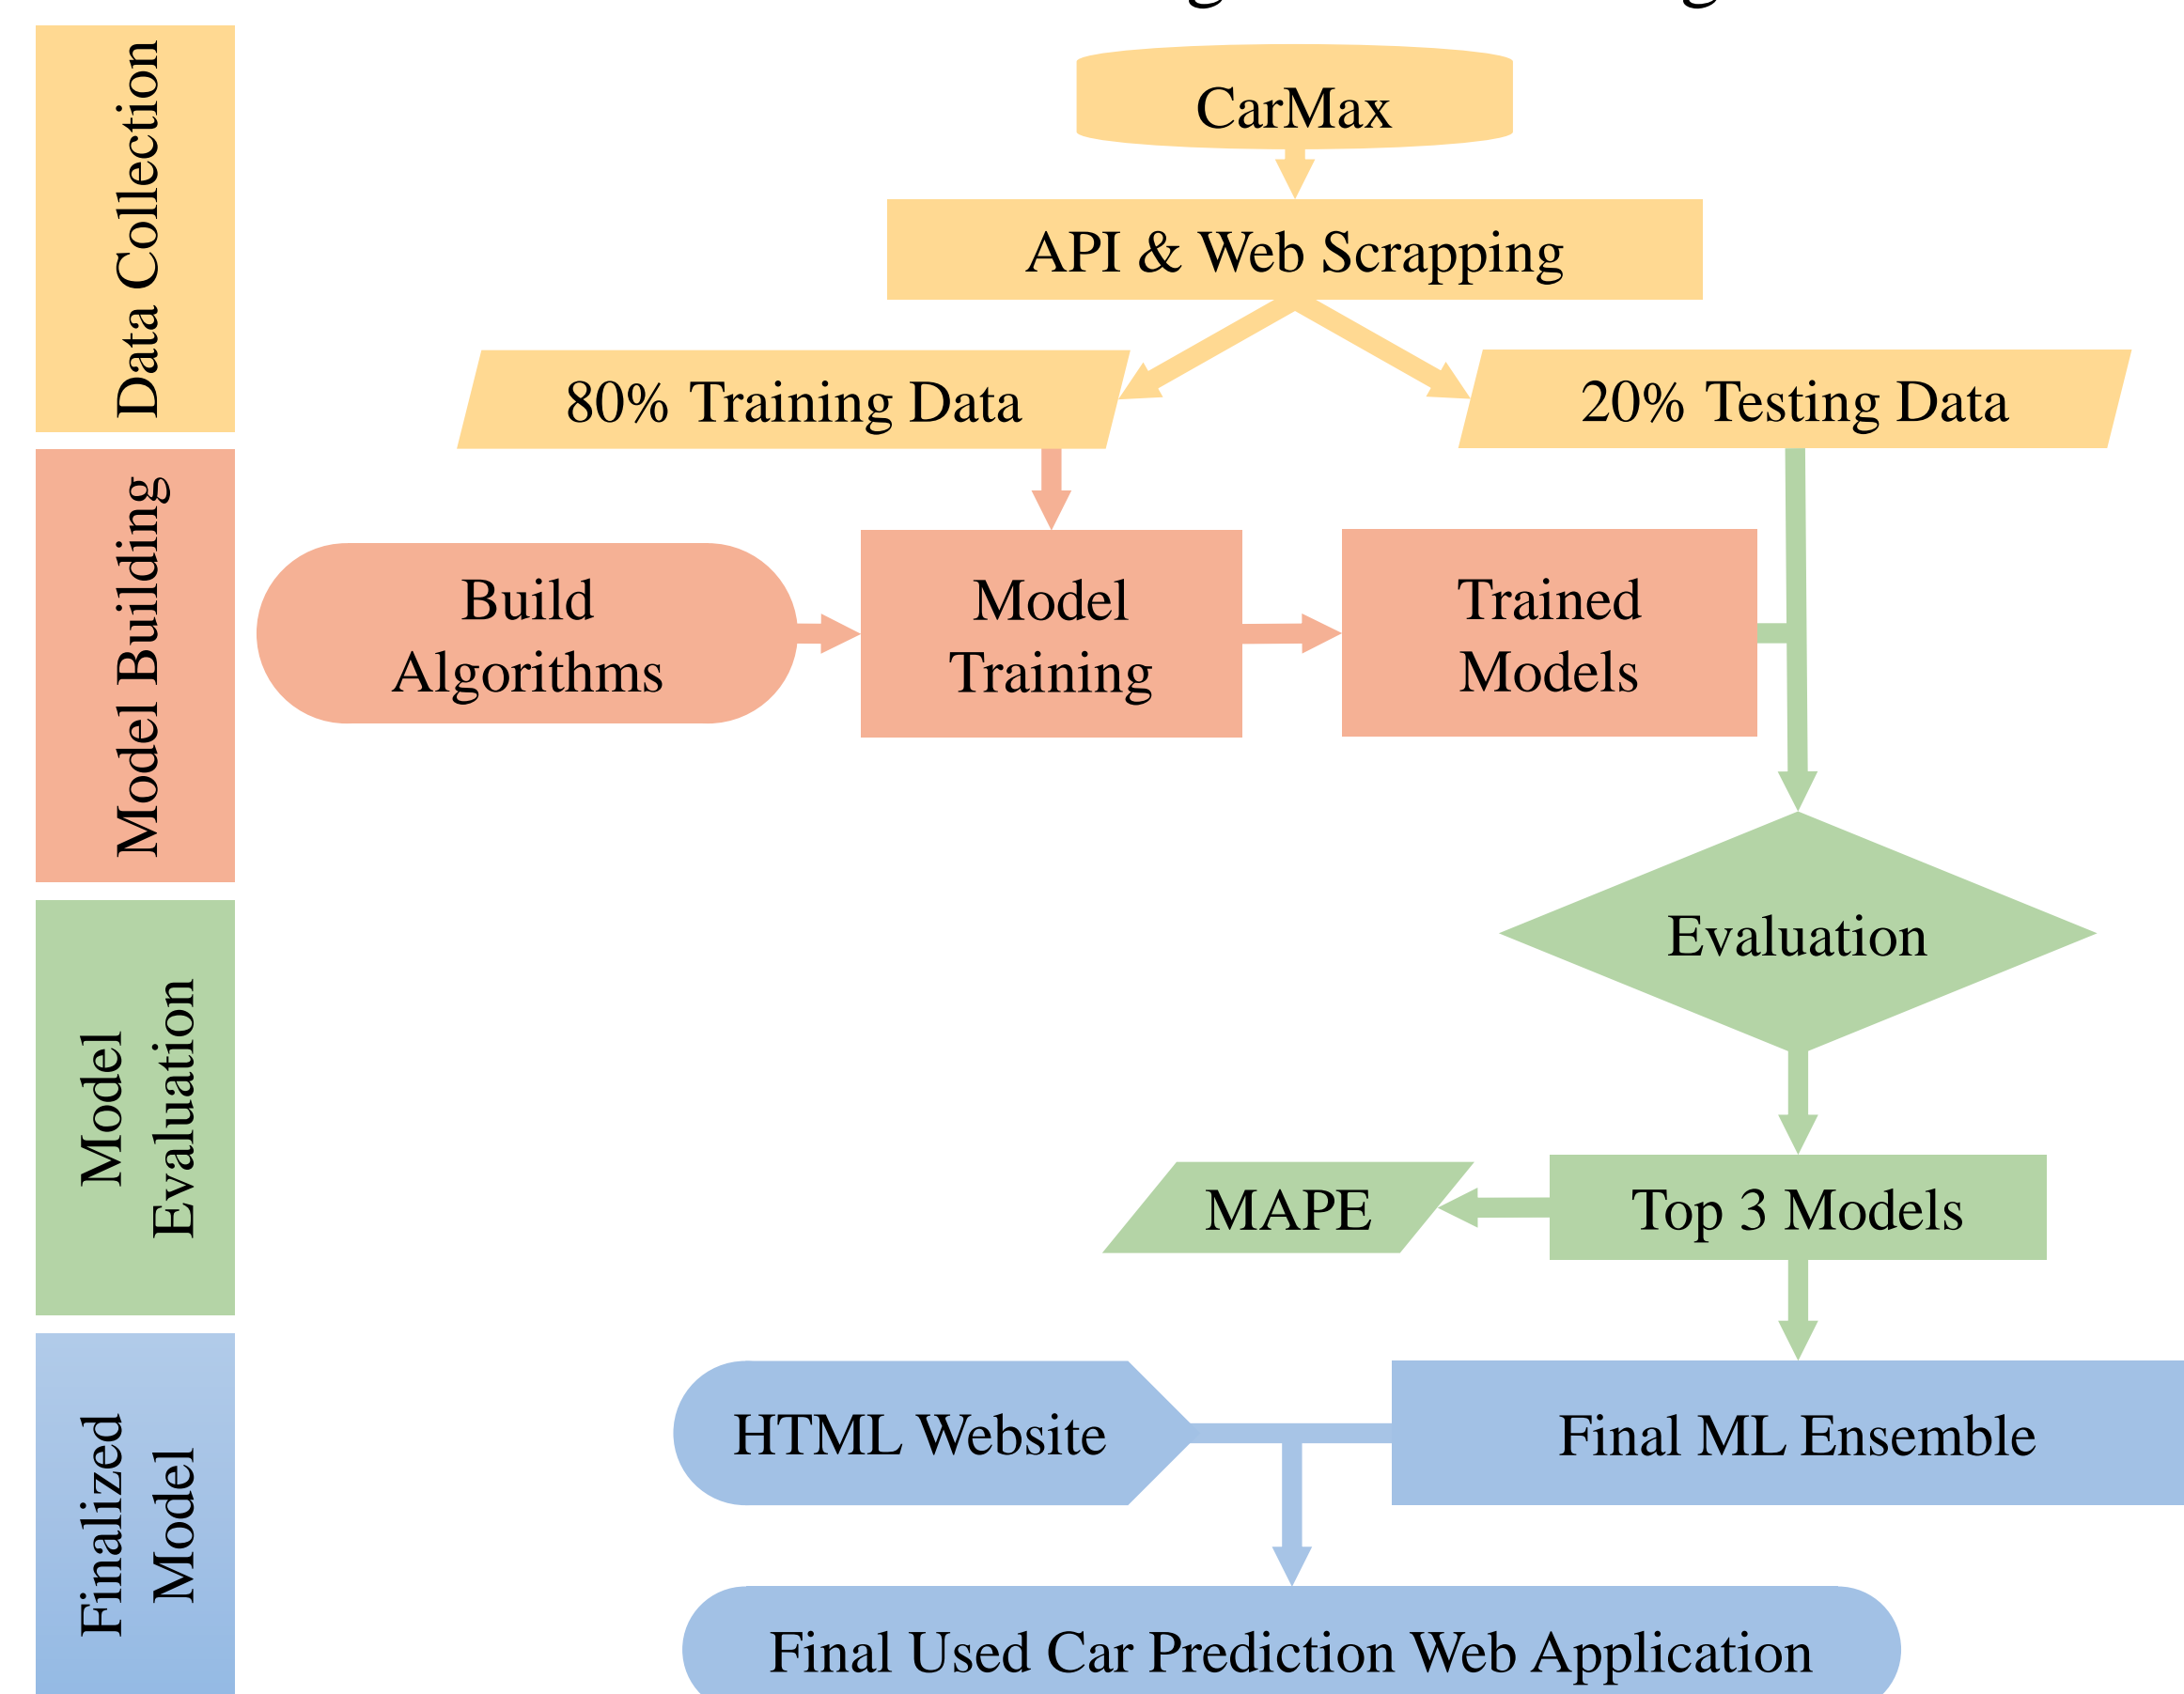 Data Collection
CarMax
API & Web Scrapping
80% Training Data
20% Testing Data
Model Building
Build
Algorithms
Model
Training
Trained
Models
Model
Evaluation
Evaluation
MAPE
Top 3 Models
Finalized
Model
HTML Website
Final ML Ensemble
Final Used Car Prediction Web Application